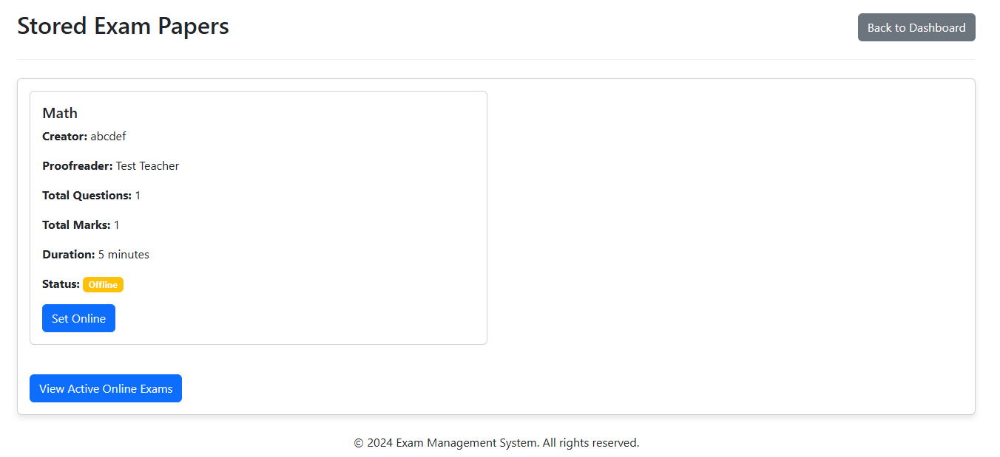 Stored Exam Papers
Back to Dashboard
Math
Creator: abcdef
Proofreader: Test Teacher
Total Questions: 1
Total Marks: 1
Duration: 5 minutes
Status: Offline
Set Online
View Active Online Exams
© 2024 Exam Management System. All rights reserved.